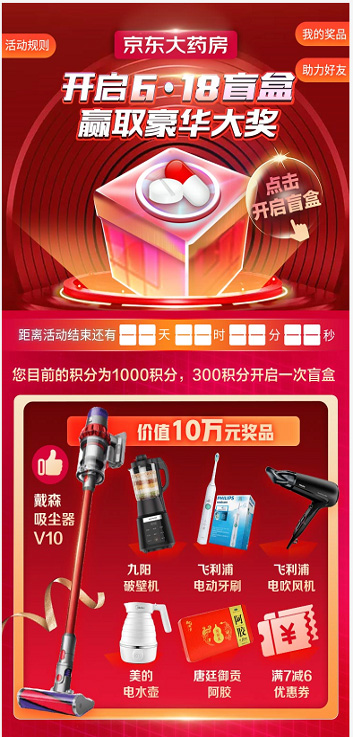 活动规则
京东大药房
我的奖品
助力好友
开启6·18盲盒
赢取豪华大奖
点击
开启盲盒
距离活动结束还有 天 时 分 秒
您目前的积分为1000积分，300积分开启一次盲盒
价值10万元奖品
戴森
吸尘器
V10
PHILIPS
九阳
破壁机
飞利浦
电动牙刷
飞利浦
电吹风机
阿胶
美的
电水壶
唐廷御贡
阿胶
满7减6
优惠券